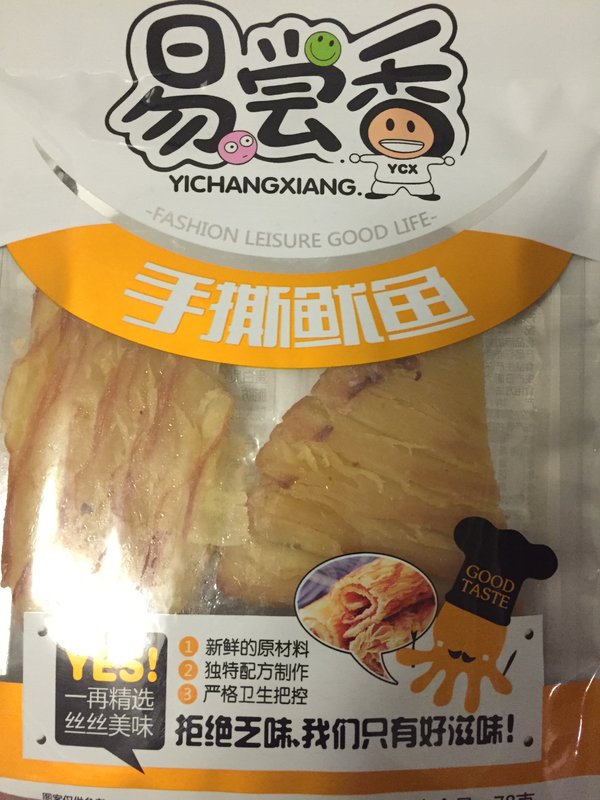 易尝香
YCX
YICHANGXIANG.
-FASHION LEISURE GOOD LIFE-
手撕鱿鱼
GOOD
TASTE
YES!
一再精选
丝丝美味
1 新鲜的原材料
2 独特配方制作
3 严格卫生把控
拒绝乏味、我们只有好滋味!